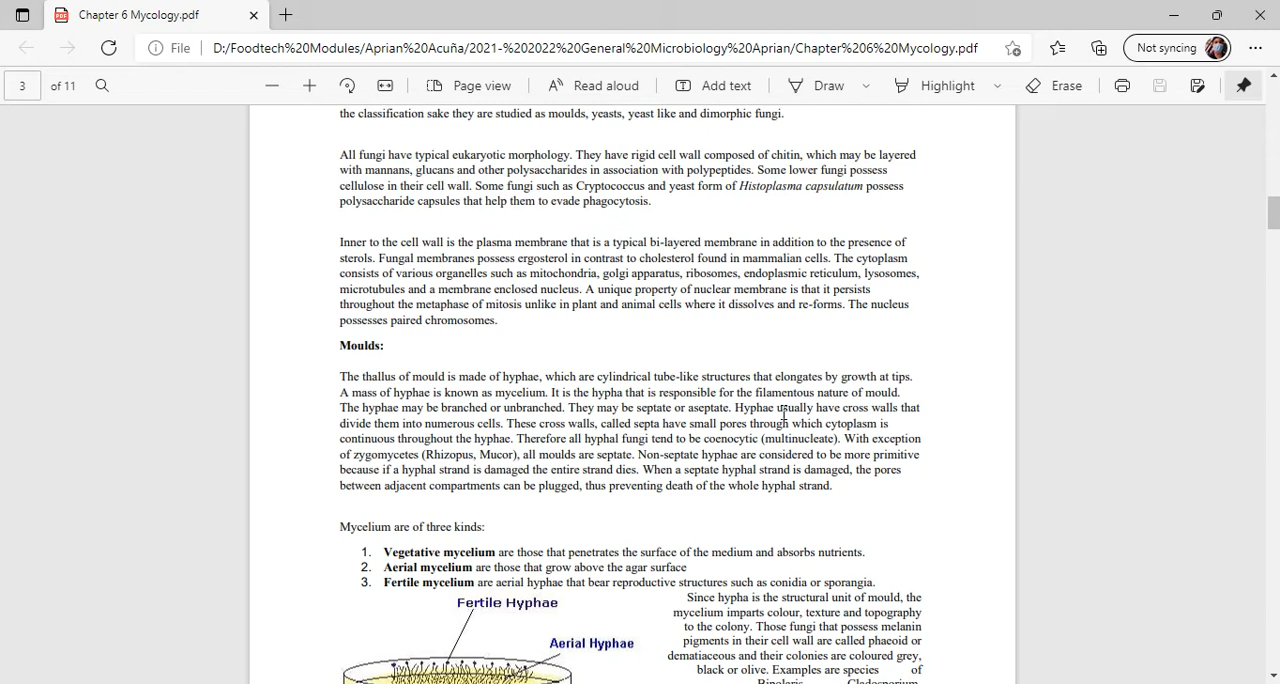 Chapter 6 Mycology.pdf
File D:/Foodtech%20Modules/Aprian%20Acuña/2021-%202022%20General%20Microbiology%20Aprian/Chapter%206%20Mycology.pdf Not syncing
3 of 11 Page view Read aloud Add text Draw Highlight Erase
the classification sake they are studied as moulds, yeasts, yeast like and dimorphic fungi.
All fungi have typical eukaryotic morphology. They have rigid cell wall composed of chitin, which may be layered
with mannans, glucans and other polysaccharides in association with polypeptides. Some lower fungi possess
cellulose in their cell wall. Some fungi such as Cryptococcus and yeast form of Histoplasma capsulatum possess
polysaccharide capsules that help them to evade phagocytosis.
Inner to the cell wall is the plasma membrane that is a typical bi-layered membrane in addition to the presence of
sterols. Fungal membranes possess ergosterol in contrast to cholesterol found in mammalian cells. The cytoplasm
consists of various organelles such as mitochondria, golgi apparatus, ribosomes, endoplasmic reticulum, lysosomes,
microtubules and a membrane enclosed nucleus. A unique property of nuclear membrane is that it persists
throughout the metaphase of mitosis unlike in plant and animal cells where it dissolves and re-forms. The nucleus
possesses paired chromosomes.
Moulds:
The thallus of mould is made of hyphae, which are cylindrical tube-like structures that elongates by growth at tips.
A mass of hyphae is known as mycelium. It is the hypha that is responsible for the filamentous nature of mould.
The hyphae may be branched or unbranched. They may be septate or aseptate. Hyphae usually have cross walls that
divide them into numerous cells. These cross walls, called septa have small pores through which cytoplasm is
continuous throughout the hyphae. Therefore all hyphal fungi tend to be coenocytic (multinucleate). With exception
of zygomycetes (Rhizopus, Mucor), all moulds are septate. Non-septate hyphae are considered to be more primitive
because if a hyphal strand is damaged the entire strand dies. When a septate hyphal strand is damaged, the pores
between adjacent compartments can be plugged, thus preventing death of the whole hyphal strand.
Mycelium are of three kinds:
1. Vegetative mycelium are those that penetrates the surface of the medium and absorbs nutrients.
2. Aerial mycelium are those that grow above the agar surface
3. Fertile mycelium are aerial hyphae that bear reproductive structures such as conidia or sporangia.
Fertile Hyphae
Aerial Hyphae
Since hypha is the structural unit of mould, the
mycelium imparts colour, texture and topography
to the colony. Those fungi that possess melanin
pigments in their cell wall are called phaeoid or
dematiaceous and their colonies are coloured grey,
black or olive. Examples are species of
Bipolaris, Cladosporium,